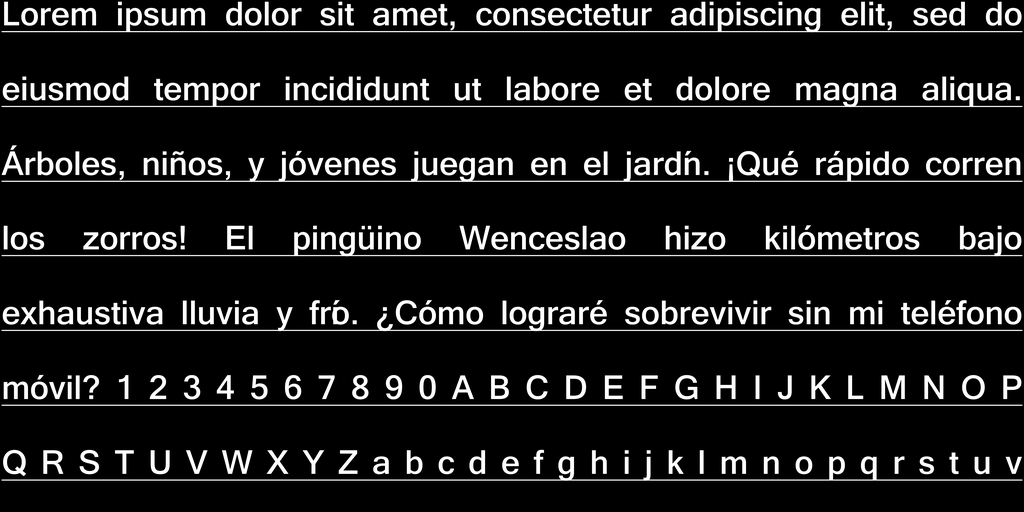 Lorem ipsum dolor sit amet, consectetur adipiscing elit, sed do
eiusmod tempor incididunt ut labore et dolore magna aliqua.
Árboles, niños, y jóvenes juegan en el jardín. ¡Qué rápido corren
los zorros! El pingüino Wenceslao hizo kilómetros bajo
exhaustiva lluvia y frío. ¿Cómo lograré sobrevivir sin mi teléfono
móvil? 1 2 3 4 5 6 7 8 9 0 A B C D E F G H I J K L M N O P
Q R S T U V W X Y Z a b c d e f g h i j k l m n o p q r s t u v